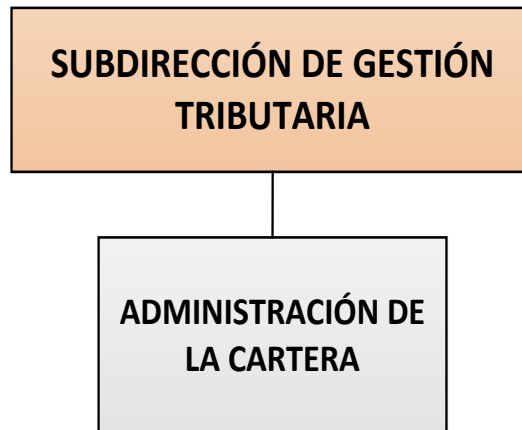 SUBDIRECCIÓN DE GESTIÓN
TRIBUTARIA
ADMINISTRACIÓN DE
LA CARTERA